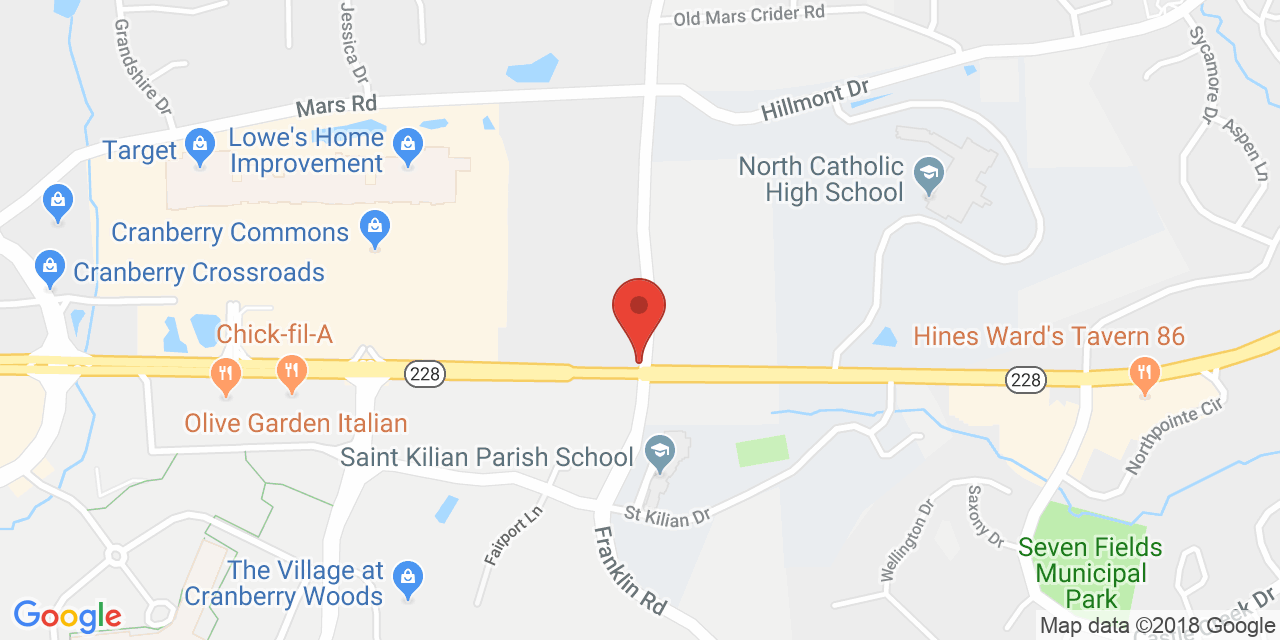 Old Mars Crider Rd
Grandshire Dr
Jessica Dr
Sycamore Dr
Mars Rd
Hillmont Dr
Aspen Ln
Target
Lowe's Home
Improvement
North Catholic
High School
Cranberry Commons
Cranberry Crossroads
Chick-fil-A
Hines Ward's Tavern 86
228
228
Olive Garden Italian
Northpointe Cir
Saint Kilian Parish School
St Kilian Dr
Fairport Ln
Franklin Rd
Wellington Dr
Saxony Dr
Seven Fields
Municipal
Park
The Village at
Cranberry Woods
Creek Dr
Google
Map data ©2018 Google